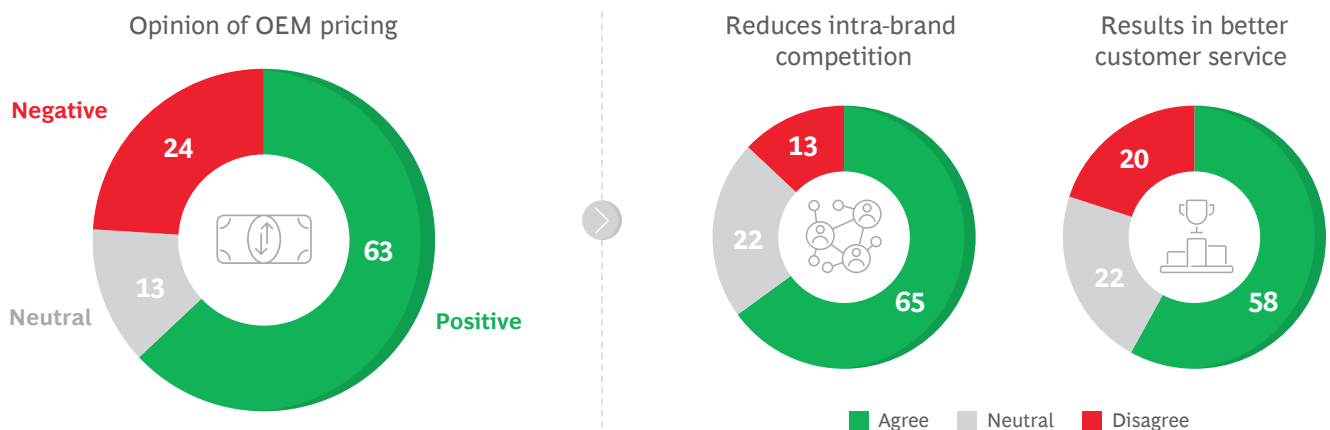 Opinion of OEM pricing
Negative
24
63
13
Neutral
Positive
Reduces intra-brand
competition
13
22
65
Results in better
customer service
20
22
58
Agree
Neutral
Disagree